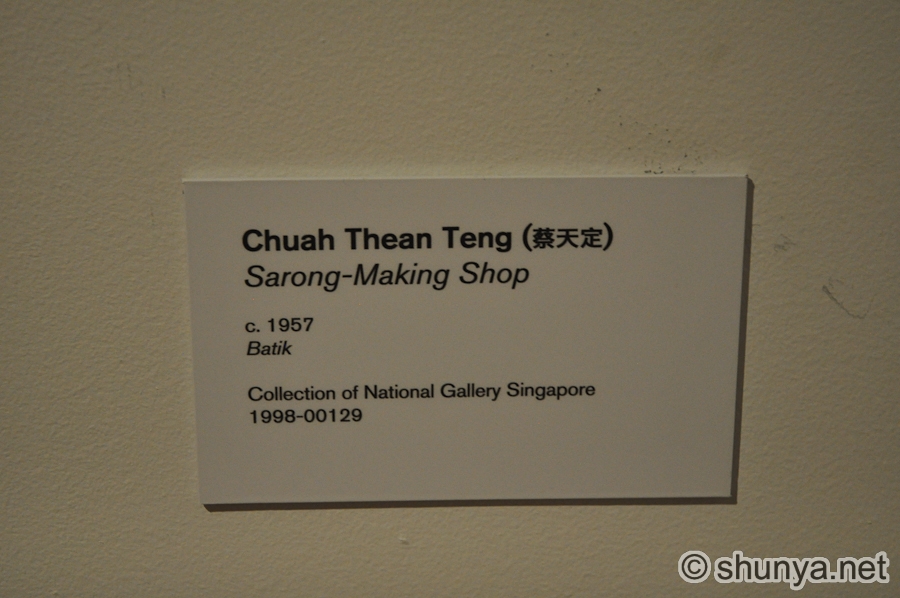 Chuah Thean Teng (蔡天定)
Sarong-Making Shop
c. 1957
Batik
Collection of National Gallery Singapore
1998-00129
© shunya.net